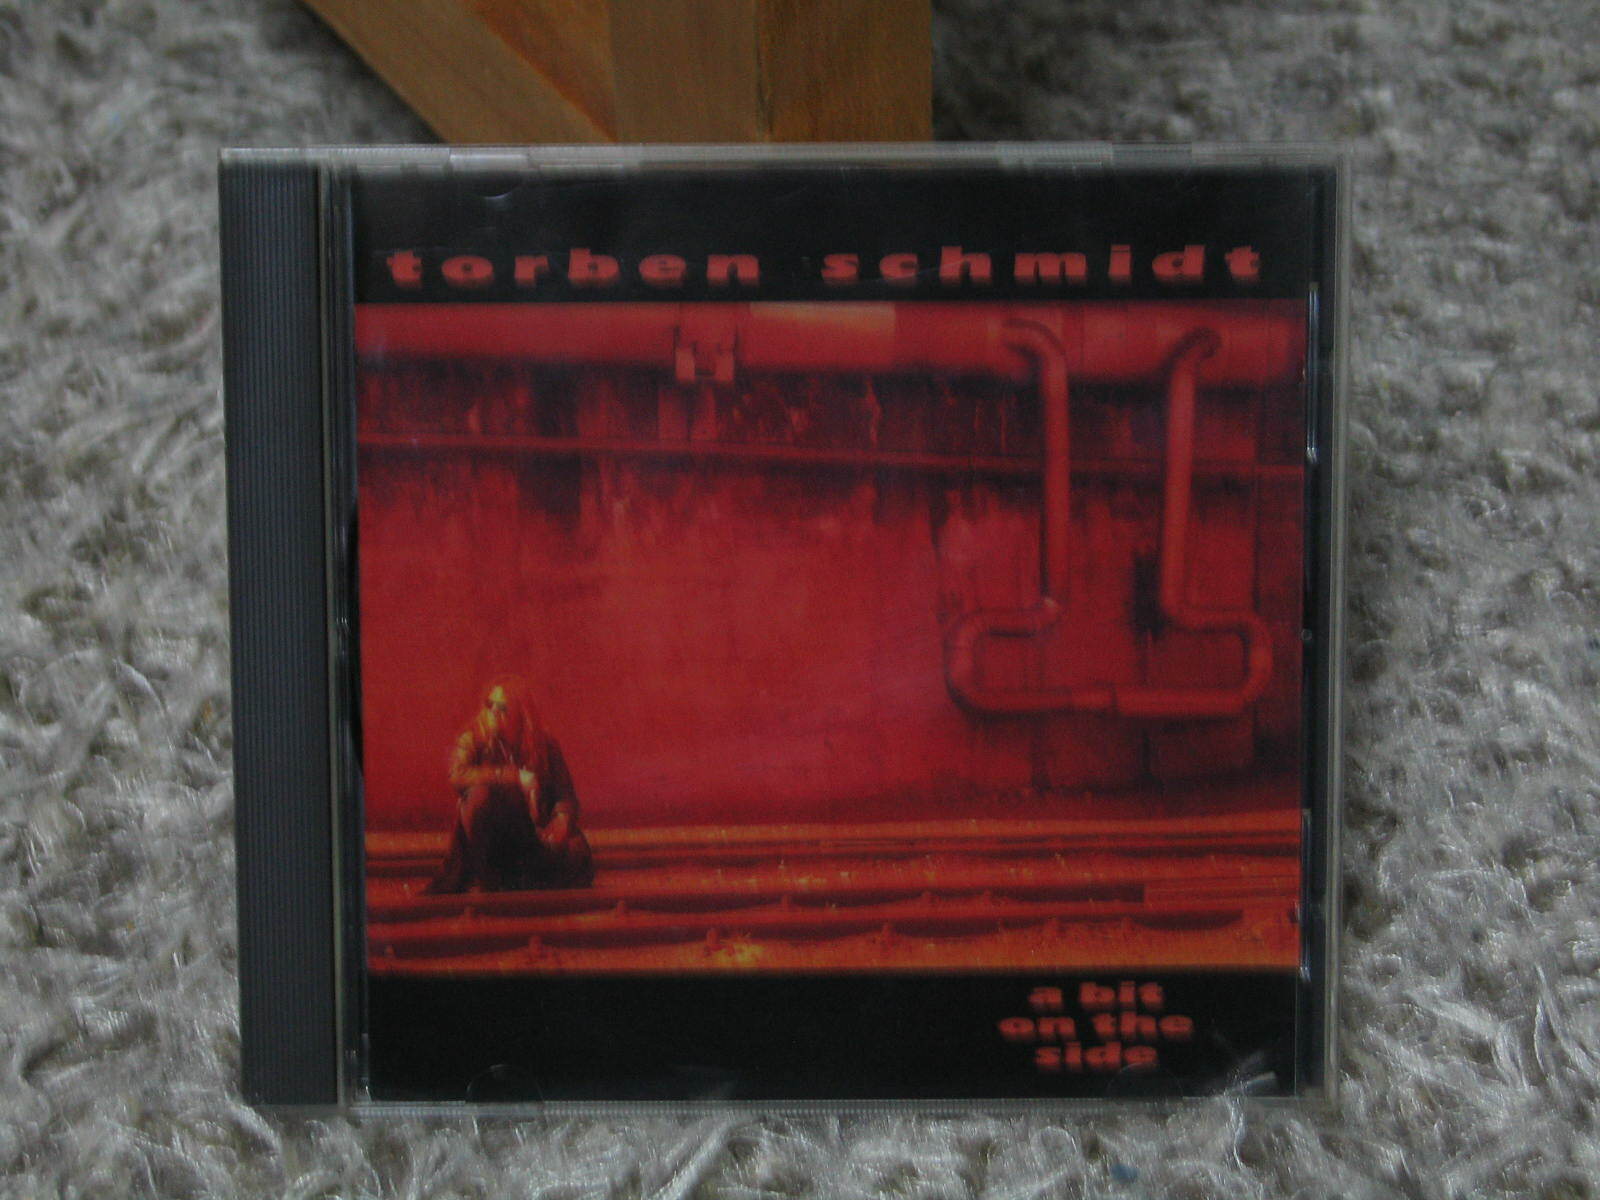 torben schmidt
a bit
on the
side